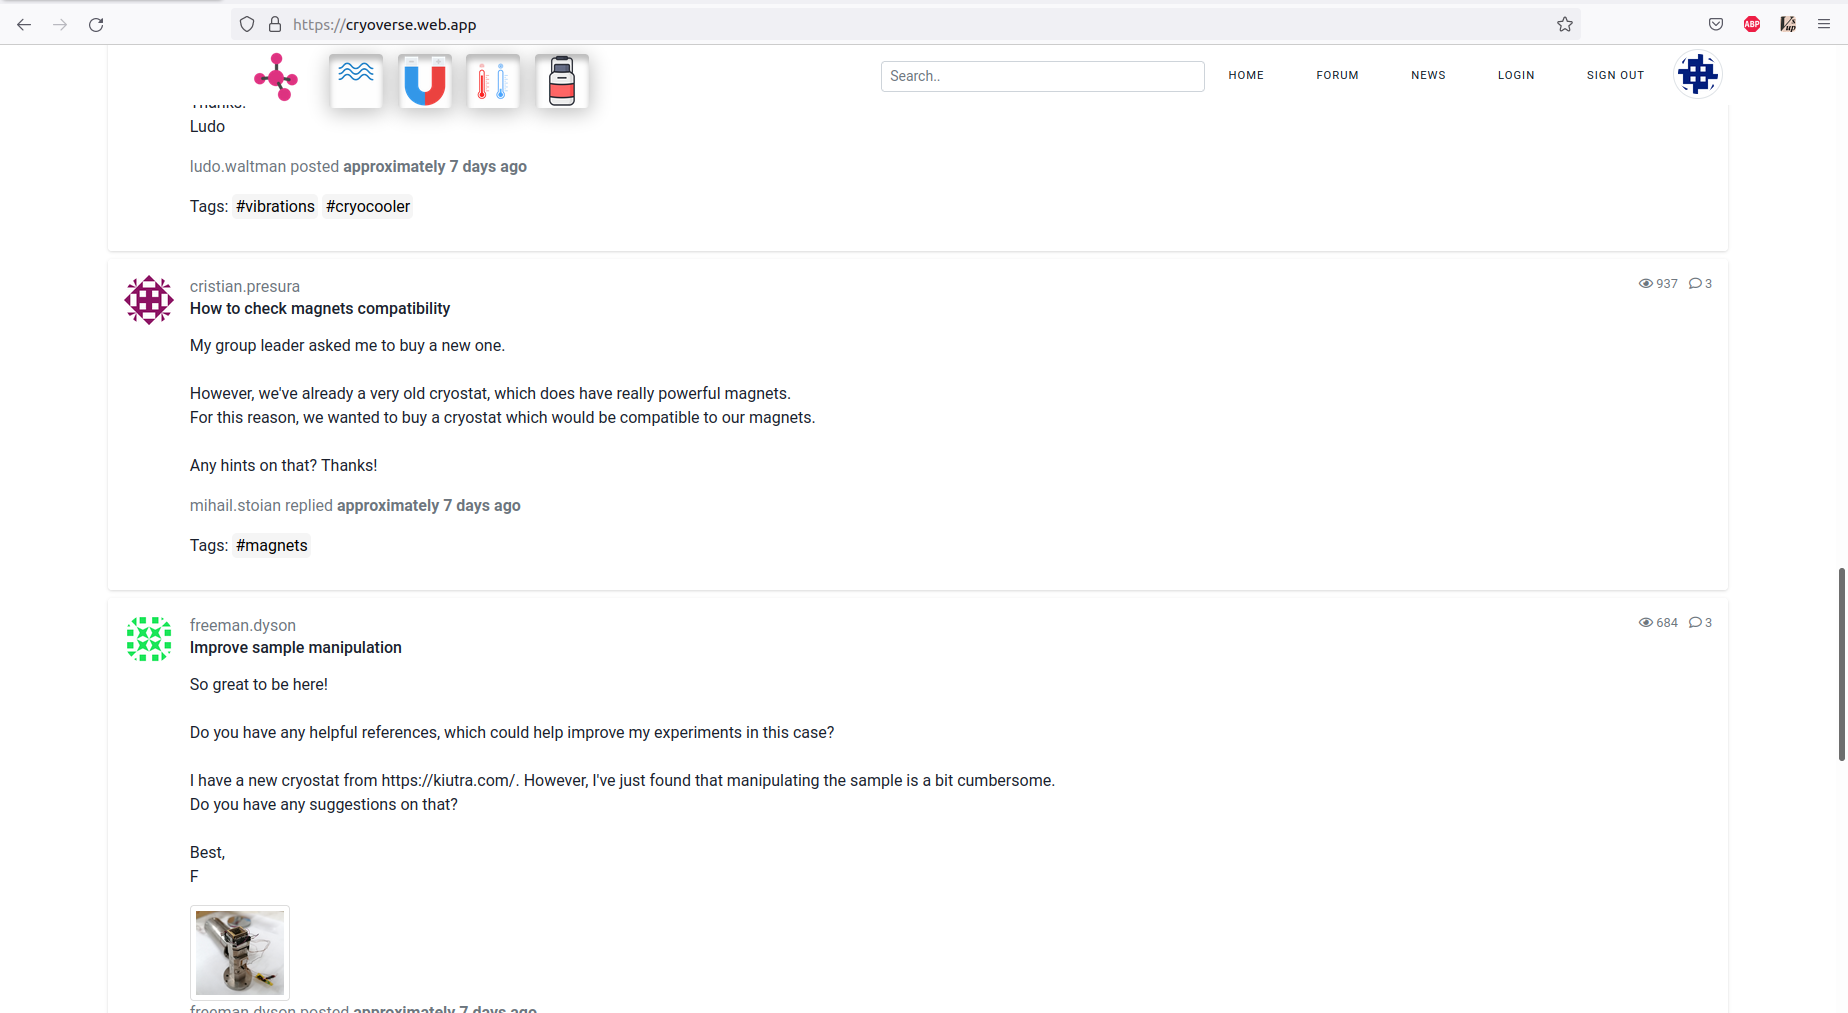 https://cryoverse.web.app
ABP
Search..
HOME
FORUM
NEWS
LOGIN
SIGN OUT
Thanks!
Ludo
ludo.waltman posted approximately 7 days ago
Tags: #vibrations #cryocooler
cristian.presura
937 3
How to check magnets compatibility
My group leader asked me to buy a new one.
However, we've already a very old cryostat, which does have really powerful magnets.
For this reason, we wanted to buy a cryostat which would be compatible to our magnets.
Any hints on that? Thanks!
mihail.stoian replied approximately 7 days ago
Tags: #magnets
freeman.dyson
684 3
Improve sample manipulation
So great to be here!
Do you have any helpful references, which could help improve my experiments in this case?
I have a new cryostat from https://kiutra.com/. However, I've just found that manipulating the sample is a bit cumbersome.
Do you have any suggestions on that?
Best,
F
freeman.dyson posted approximately 7 days ago